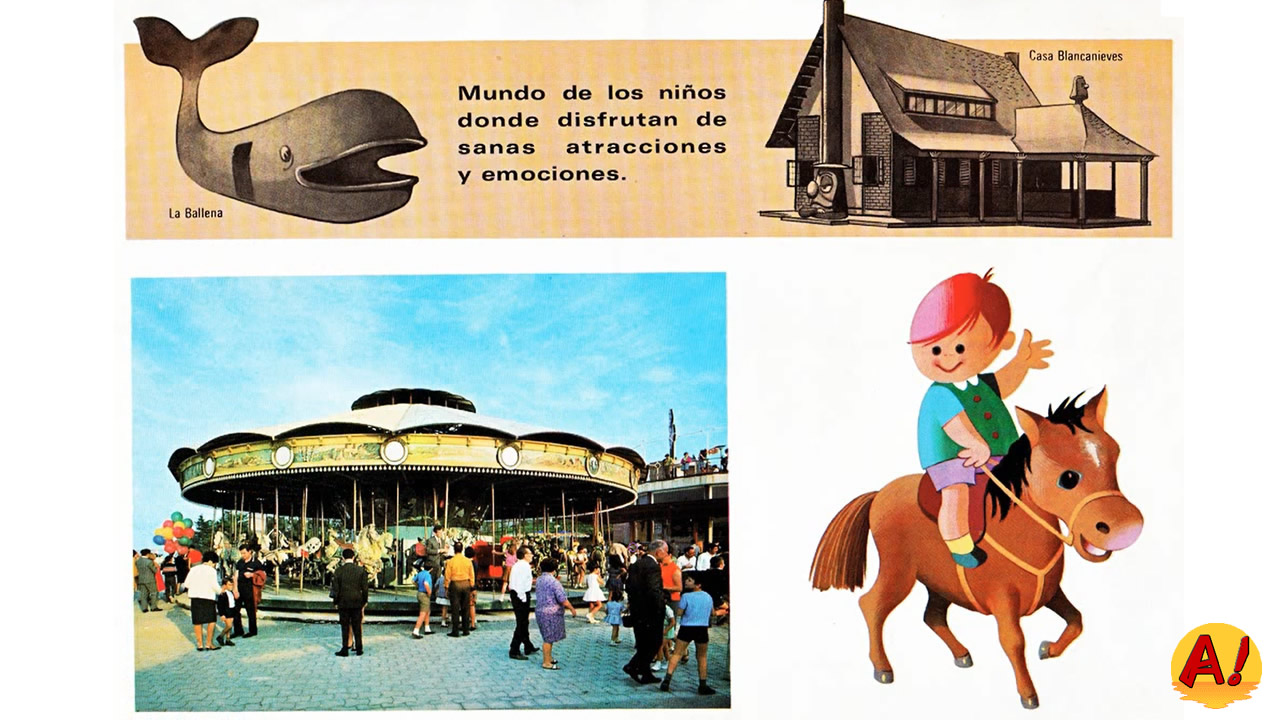 Casa Blancanieves
Mundo de los niños
donde disfrutan de
sanas atracciones
y emociones.
La Ballena
A!